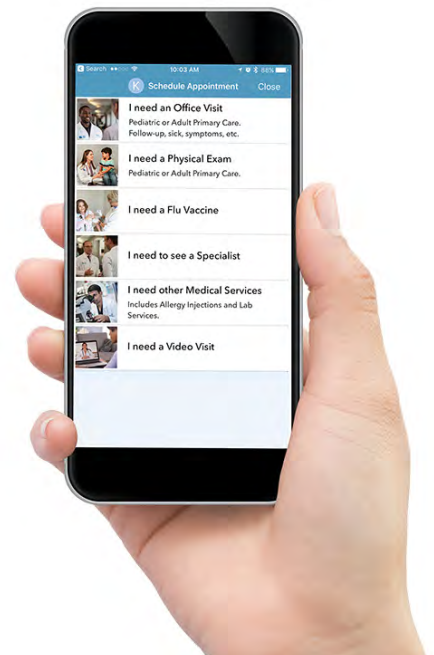 Search
10:03 AM
86%
K Schedule Appointment Close
I need an Office Visit
Pediatric or Adult Primary Care.
Follow-up, sick, symptoms, etc.
I need a Physical Exam
Pediatric or Adult Primary Care.
I need a Flu Vaccine
I need to see a Specialist
I need other Medical Services
Includes Allergy Injections and Lab
Services.
I need a Video Visit